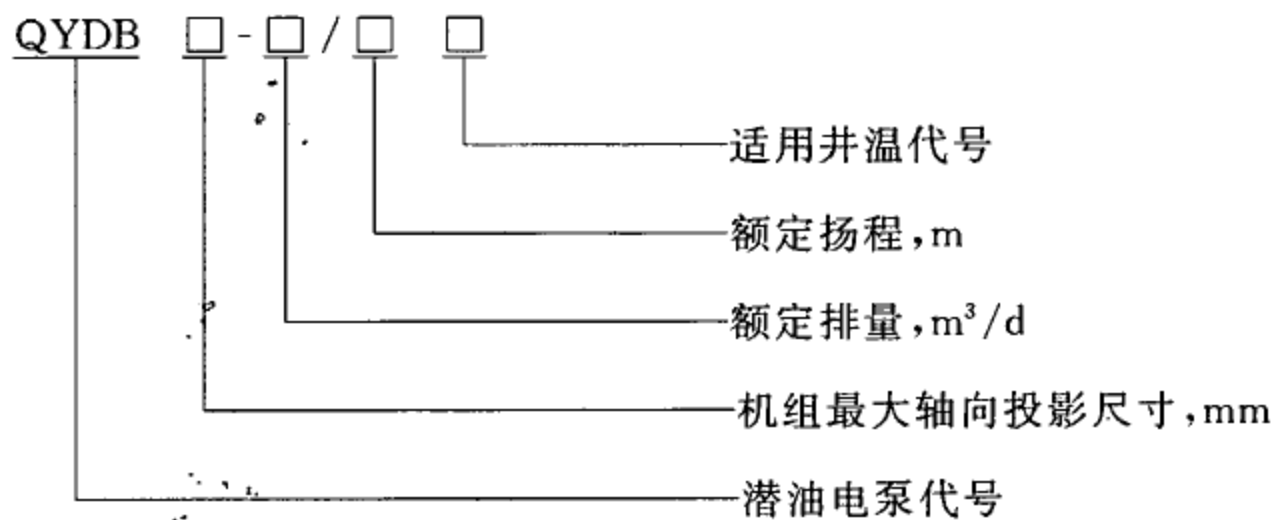 QYDB □-□/□ □
适用井温代号
额定扬程,m
额定排量,m³/d
机组最大轴向投影尺寸,mm
潜油电泵代号